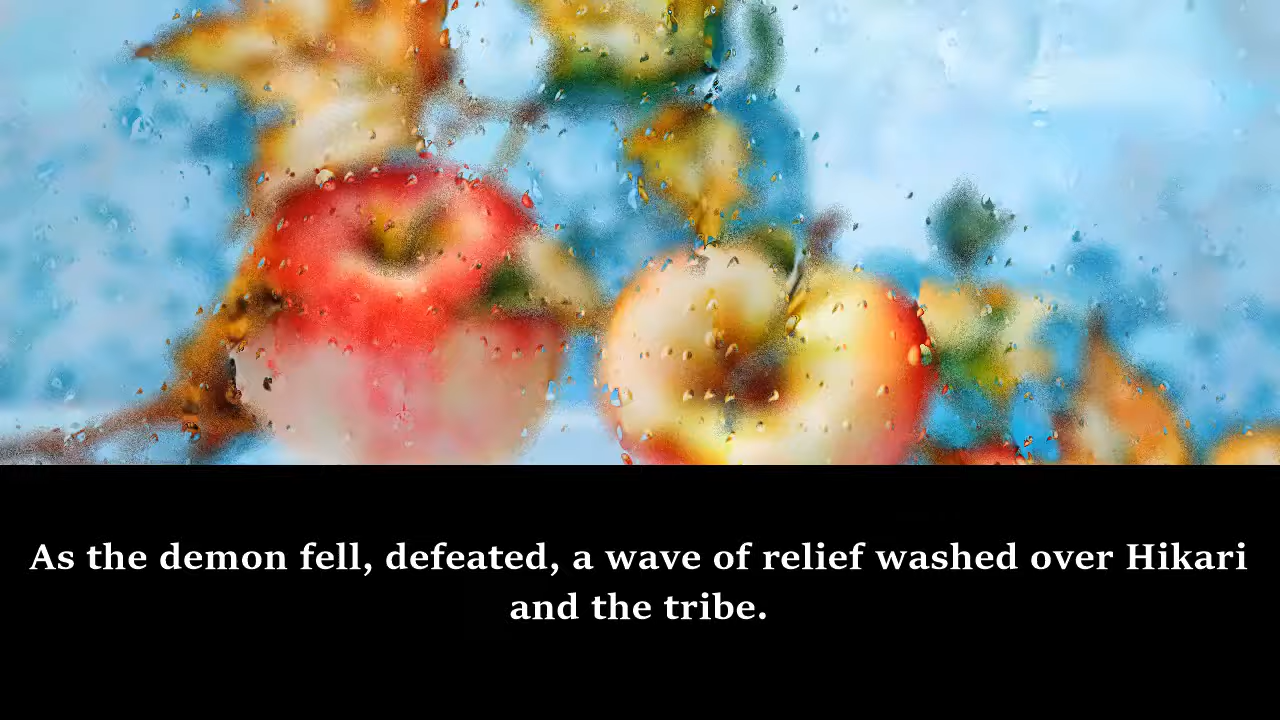 As the demon fell, defeated, a wave of relief washed over Hikari
and the tribe.